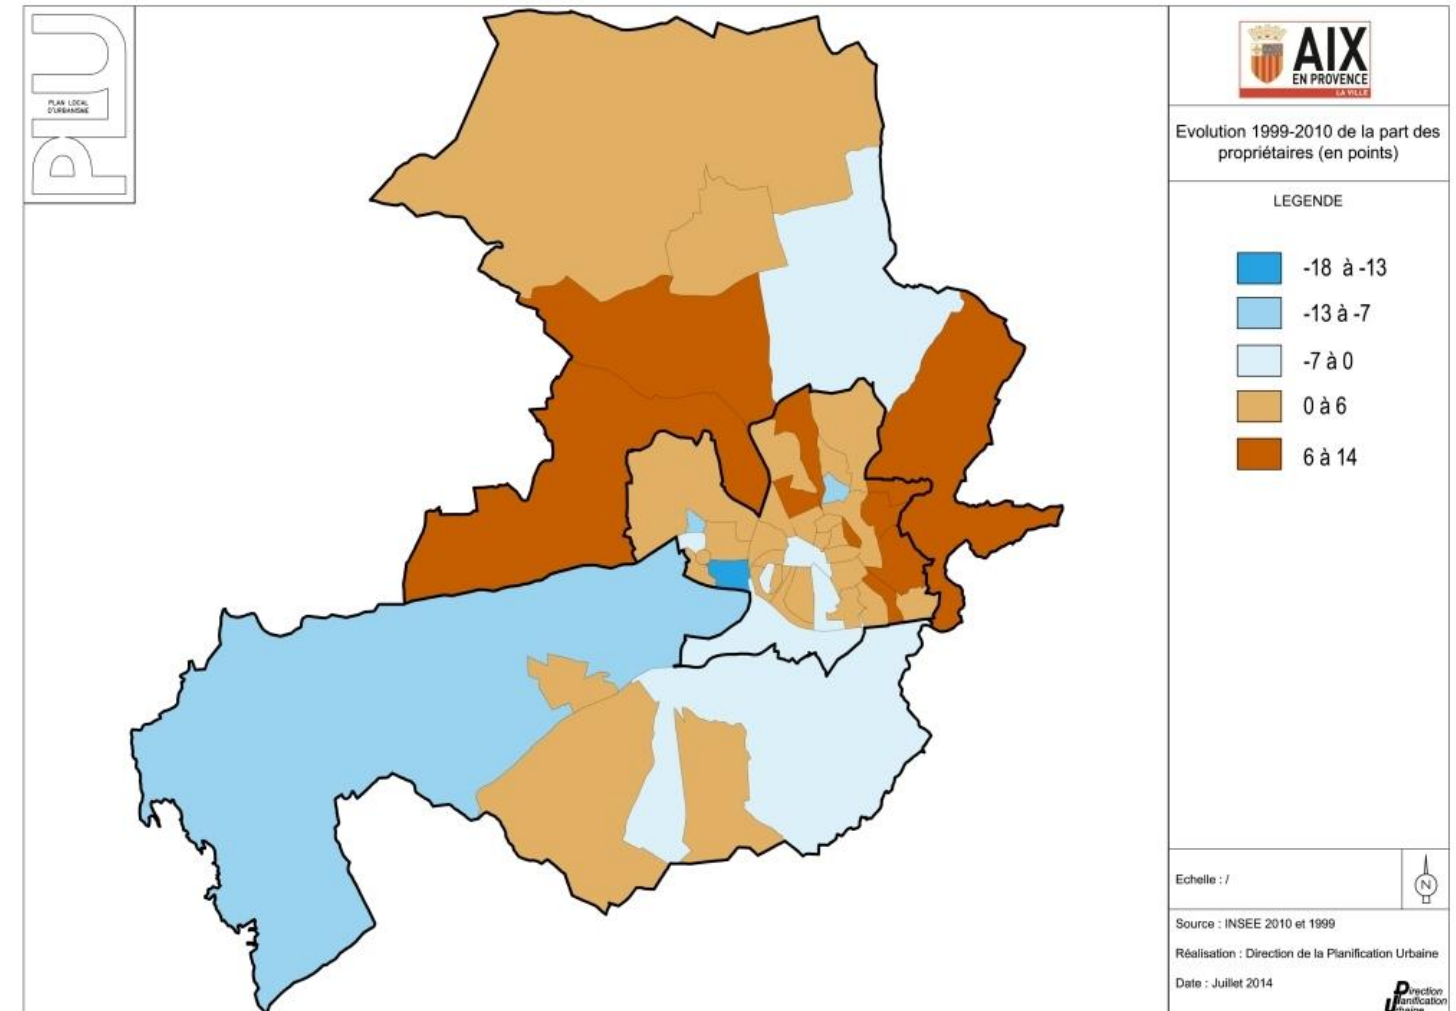 PLU
PLAN LOCAL
D'URBANISME
AIX
EN PROVENCE
LA VILLE
Evolution 1999-2010 de la part des
propriétaires (en points)
LEGENDE
-18 à -13
-13 à -7
-7 à 0
0 à 6
6 à 14
Echelle : /
N
Source : INSEE 2010 et 1999
Réalisation : Direction de la Planification Urbaine
Date : Juillet 2014
Direction
Planification
Urbaine